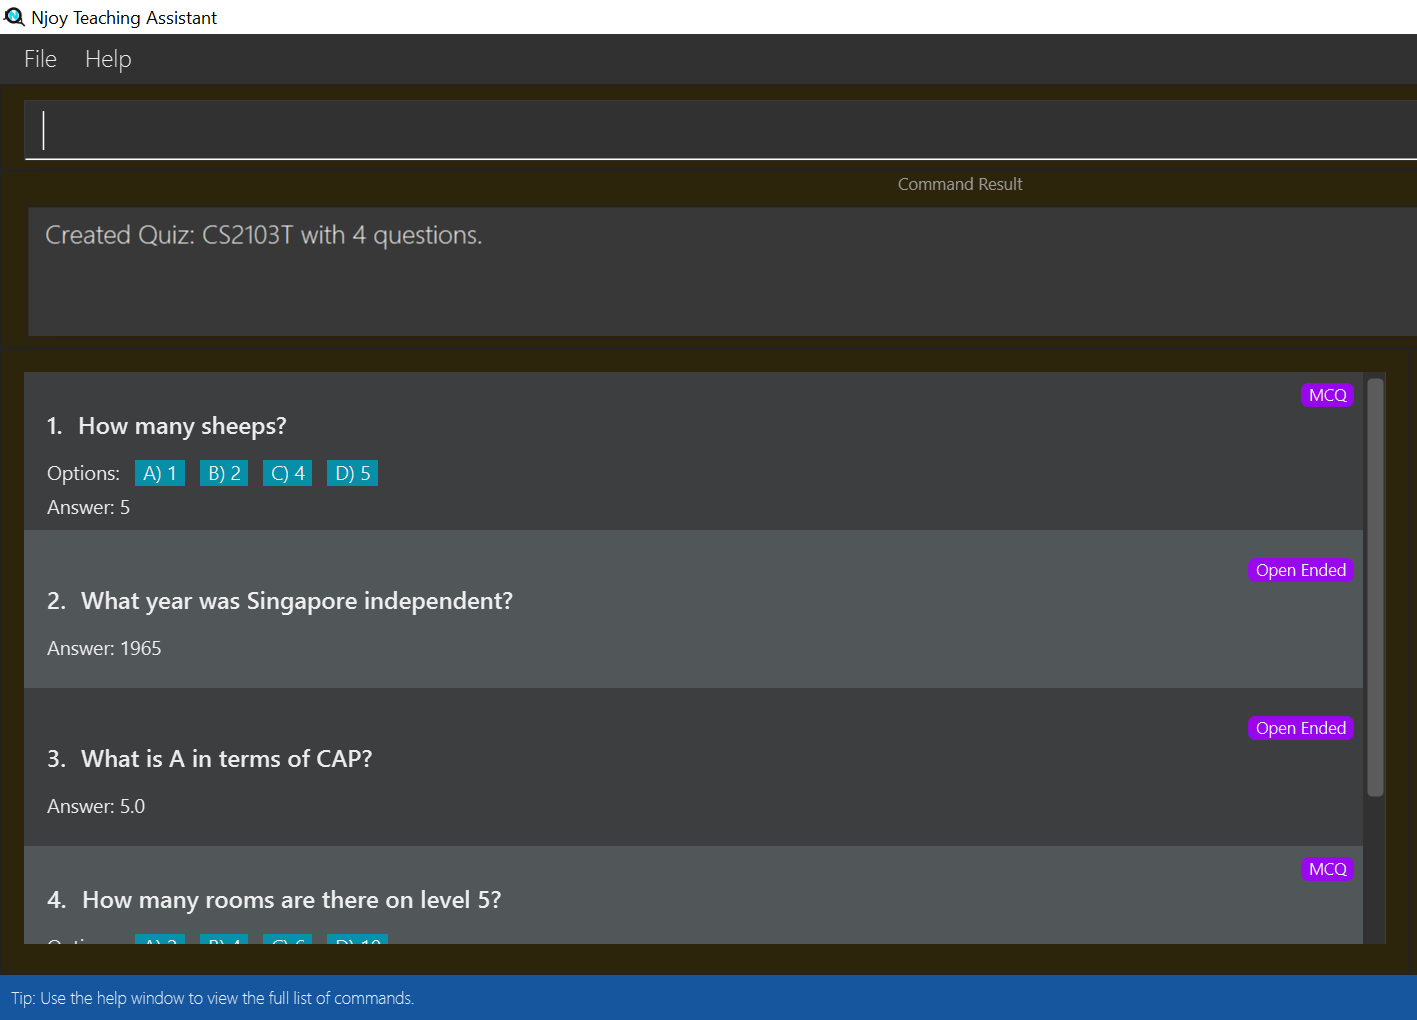 Njoy Teaching Assistant
File Help
Command Result
Created Quiz: CS2103T with 4 questions.
MCQ
1. How many sheeps?
Options: A) 1 B) 2 C) 4 D) 5
Answer: 5
Open Ended
2. What year was Singapore independent?
Answer: 1965
Open Ended
3. What is A in terms of CAP?
Answer: 5.0
MCQ
4. How many rooms are there on level 5?
Tip: Use the help window to view the full list of commands.